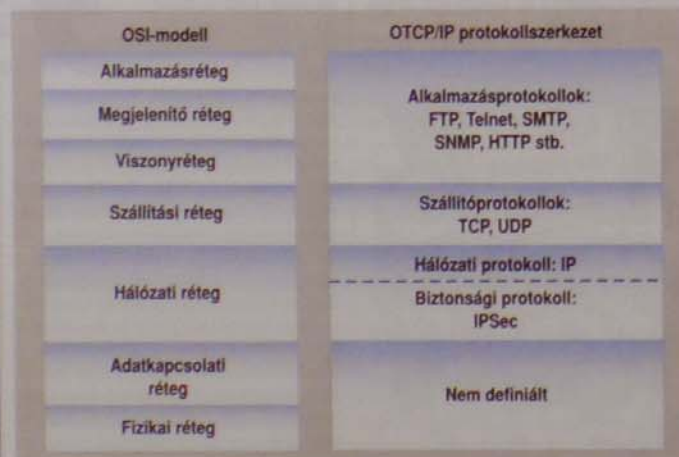 OSI-modell
Alkalmazásréteg
Megjelenítő réteg
Viszonyréteg
Szállítási réteg
Hálózati réteg
Adatkapcsolati
réteg
Fizikai réteg
OTCP/IP protokollszerkezet
Alkalmazásprotokollok:
FTP, Telnet, SMTP,
SNMP, HTTP stb.
Szállítóprotokollok:
TCP, UDP
Hálózati protokoll: IP
Biztonsági protokoll:
IPSec
Nem definiált